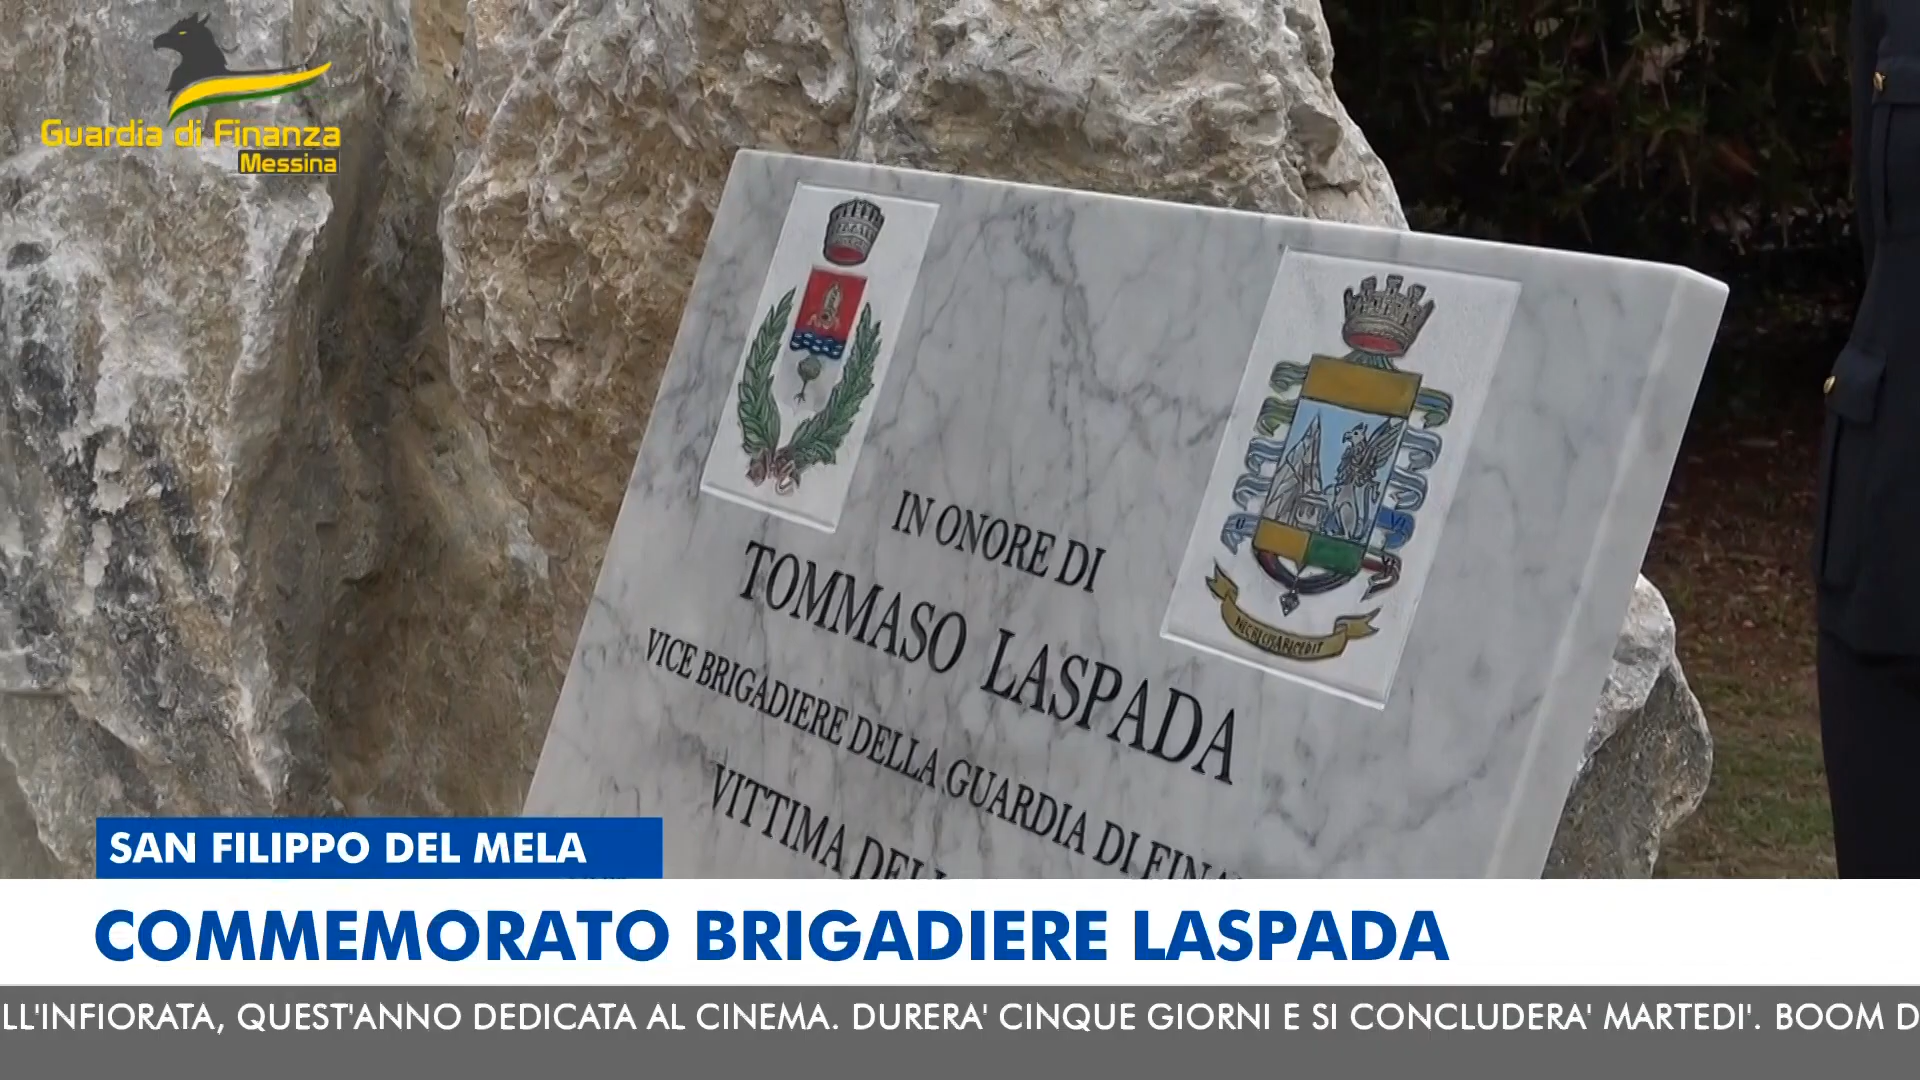 Guardia di Finanza
Messina
IN ONORE DI
TOMMASO LASPADA
VICE BRIGADIERE DELLA GUARDIA DI
VITTIMA
SAN FILIPPO DEL MELA
COMMEMORATO BRIGADIERE LASPADA
LL'INFIORATA, QUEST'ANNO DEDICATA AL CINEMA. DURERA' CINQUE GIORNI E SI CONCLUDERA' MARTEDI'. BOOM D